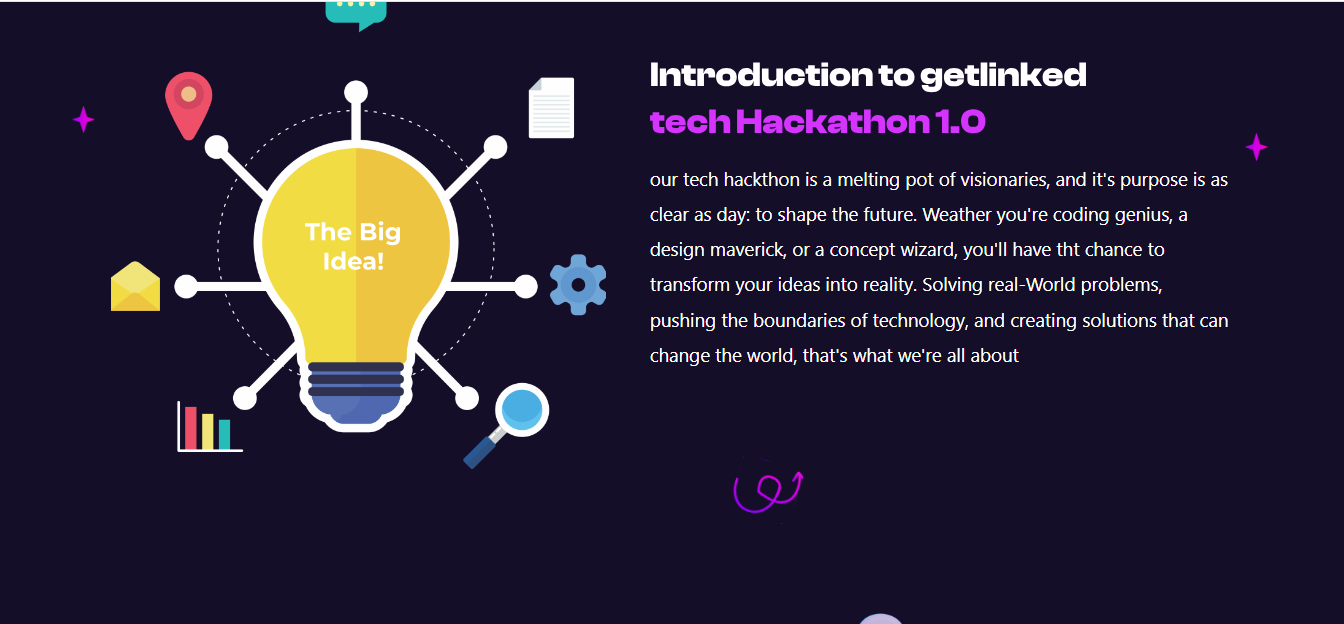 The Big
Idea!
Introduction to getlinked
tech Hackathon 1.0
our tech hackthon is a melting pot of visionaries, and it's purpose is as
clear as day: to shape the future. Weather you're coding genius, a
design maverick, or a concept wizard, you'll have tht chance to
transform your ideas into reality. Solving real-World problems,
pushing the boundaries of technology, and creating solutions that can
change the world, that's what we're all about